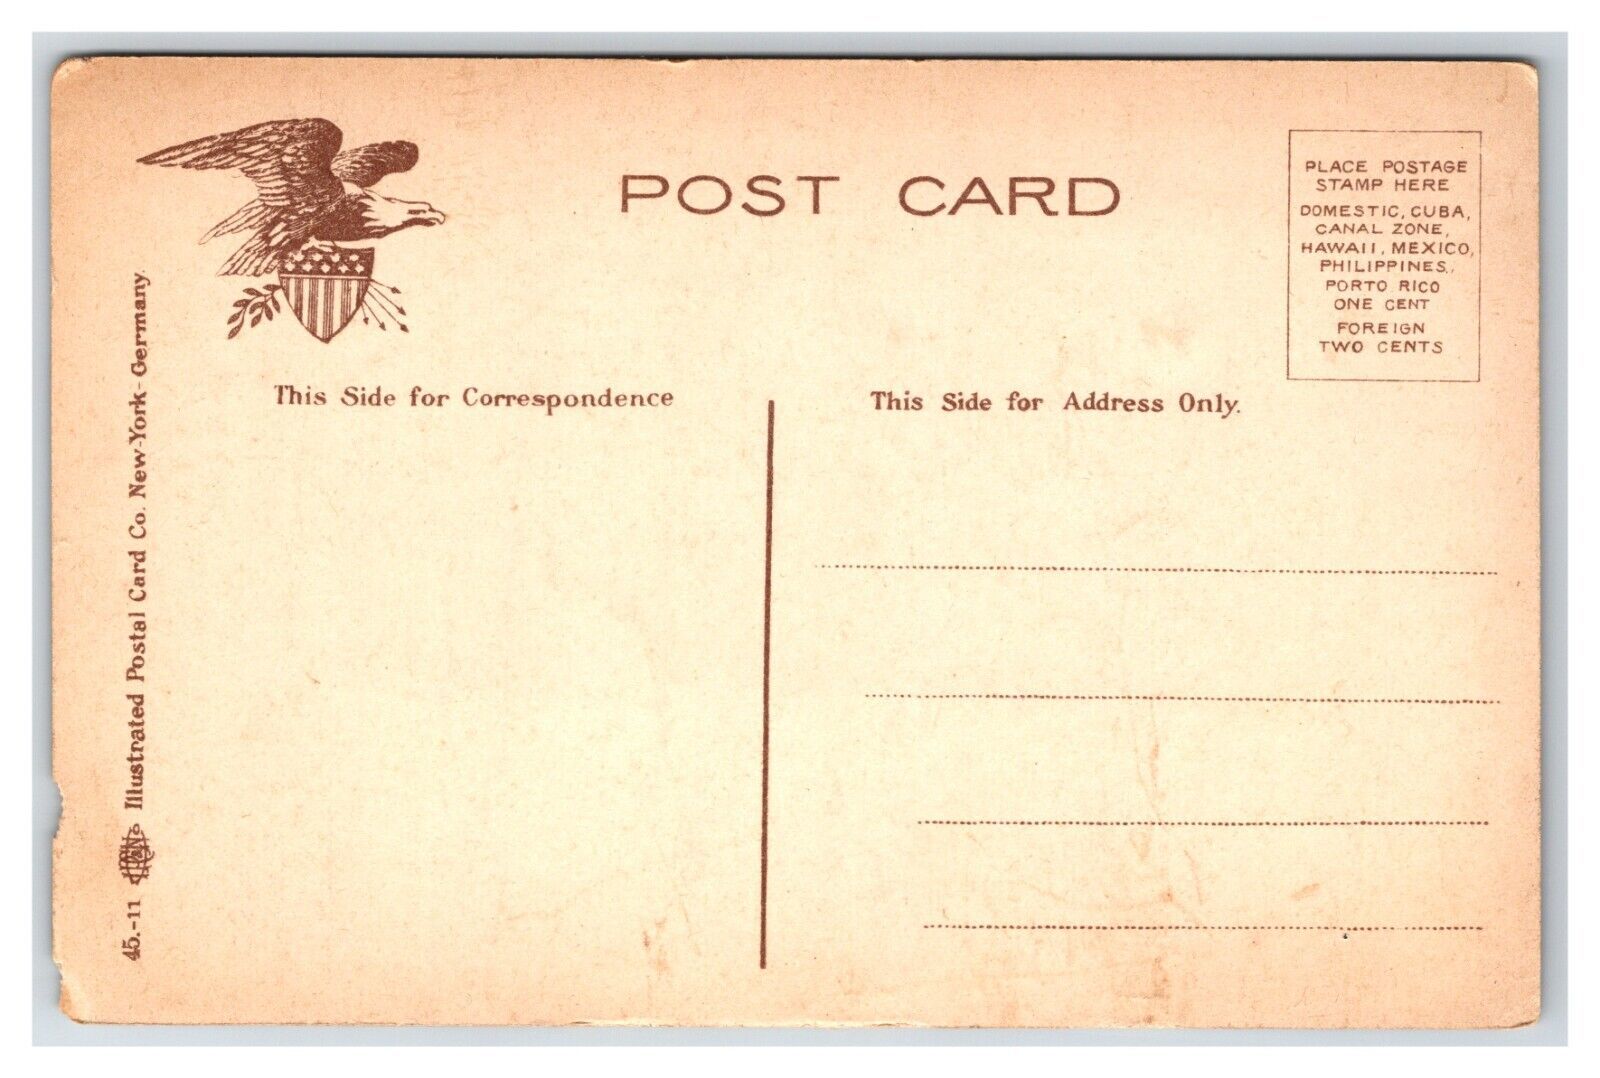 POST CARD
PLACE POSTAGE
STAMP HERE
DOMESTIC, CUBA,
CANAL ZONE,
HAWAII, MEXICO,
PHILIPPINES,
PORTO RICO
ONE CENT
FOREIGN
TWO CENTS
This Side for Correspondence
This Side for Address Only.
45.-11
Illustrated Postal Card Co. New-York-Germany.